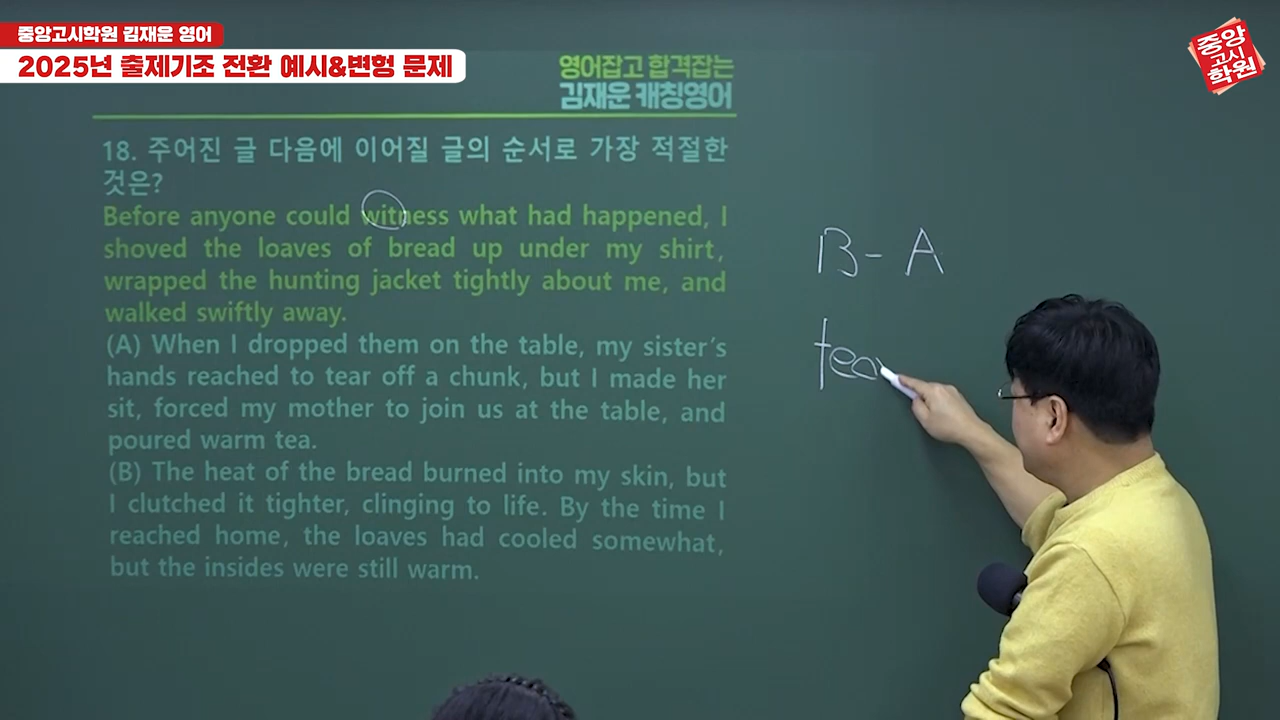 중앙고시학원 김재운 영어
2025년 출제기조 전환 예시&변형 문제
중앙
고시
학원
영어잡고 합격잡는
김재운 캐칭영어
18. 주어진 글 다음에 이어질 글의 순서로 가장 적절한
것은?
Before anyone could witness what had happened, I
shoved the loaves of bread up under my shirt,
wrapped the hunting jacket tightly about me, and
walked swiftly away.
(A) When I dropped them on the table, my sister's
hands reached to tear off a chunk, but I made her
sit, forced my mother to join us at the table, and
poured warm tea.
(B) The heat of the bread burned into my skin, but
I clutched it tighter, clinging to life. By the time I
reached home, the loaves had cooled somewhat,
but the insides were still warm.
B - A
tea